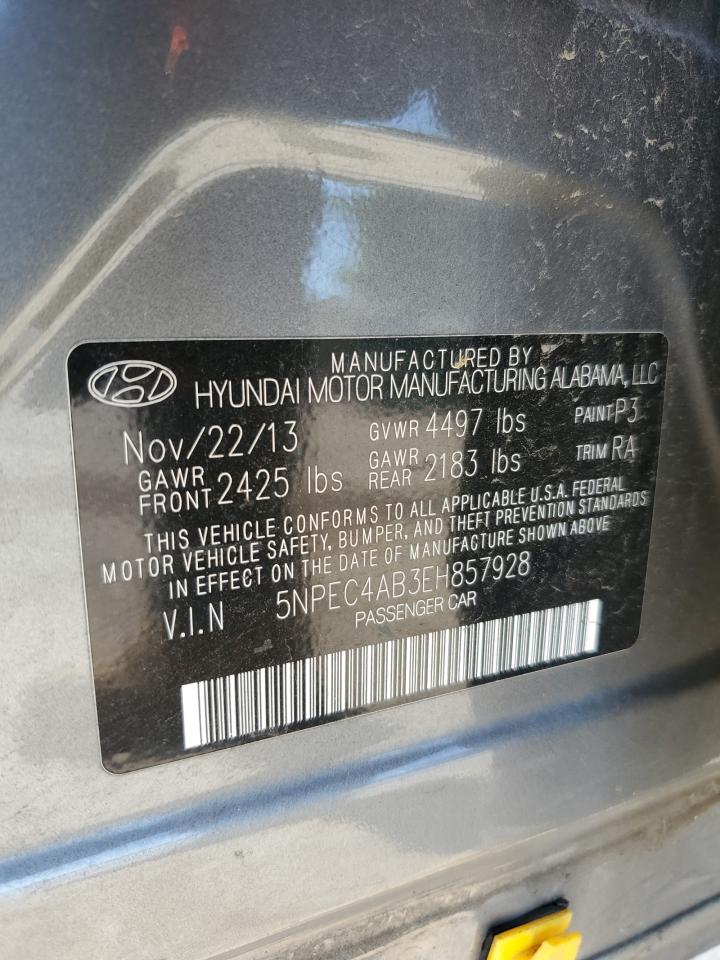 MANUFACTURED BY
HYUNDAI MOTOR MANUFACTURING ALABAMA, LLC
Nov/22/13 GVWR 4497 lbs PAINT P3
GAWR FRONT 2425 lbs GAWR REAR 2183 lbs TRIM RA
THIS VEHICLE CONFORMS TO ALL APPLICABLE U.S.A. FEDERAL
MOTOR VEHICLE SAFETY, BUMPER, AND THEFT PREVENTION STANDARDS
IN EFFECT ON THE DATE OF MANUFACTURE SHOWN ABOVE
V.I.N 5NPEC4AB3EH857928
PASSENGER CAR